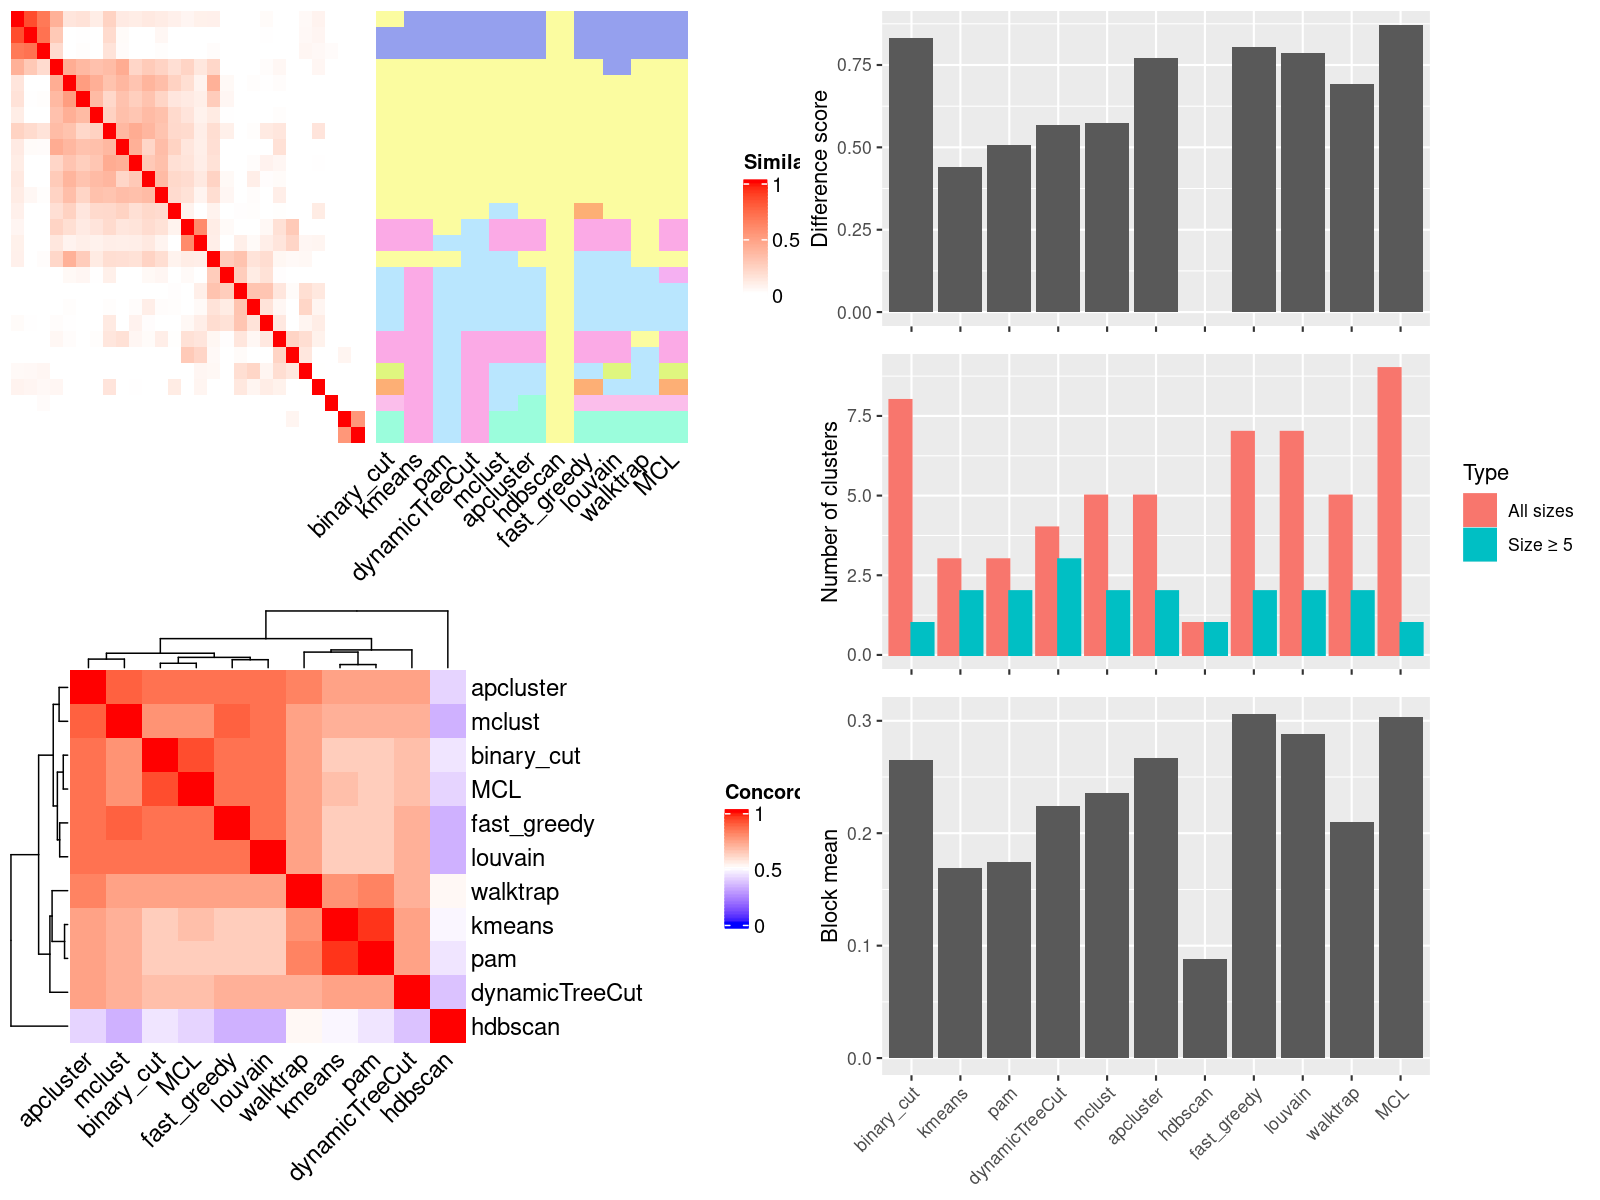 Simila
1
0.5
0
binary_cut
kmeans
pam
dynamicTreeCut
mclust
apcluster
hdbscan
fast_greedy
louvain
walktrap
MCL
Difference score
0.75
0.50
0.25
0.00
Number of clusters
7.5
5.0
2.5
0.0
Type
All sizes
Size ≥ 5
apcluster
mclust
binary_cut
MCL
fast_greedy
louvain
walktrap
kmeans
pam
dynamicTreeCut
hdbscan
apcluster
mclust
binary_cut
MCL
fast_greedy
louvain
walktrap
kmeans
pam
dynamicTreeCut
hdbscan
Concord
1
0.5
0
Block mean
0.3
0.2
0.1
0.0
binary_cut
kmeans
pam
dynamicTreeCut
mclust
apcluster
hdbscan
fast_greedy
louvain
walktrap
MCL